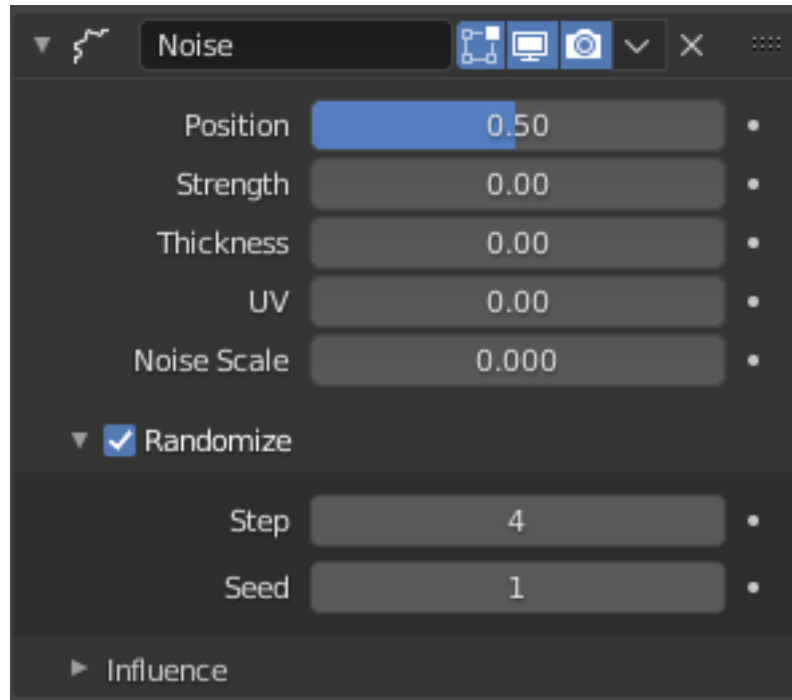 Noise
Position 0.50
Strength 0.00
Thickness 0.00
UV 0.00
Noise Scale 0.000
Randomize
Step 4
Seed 1
Influence